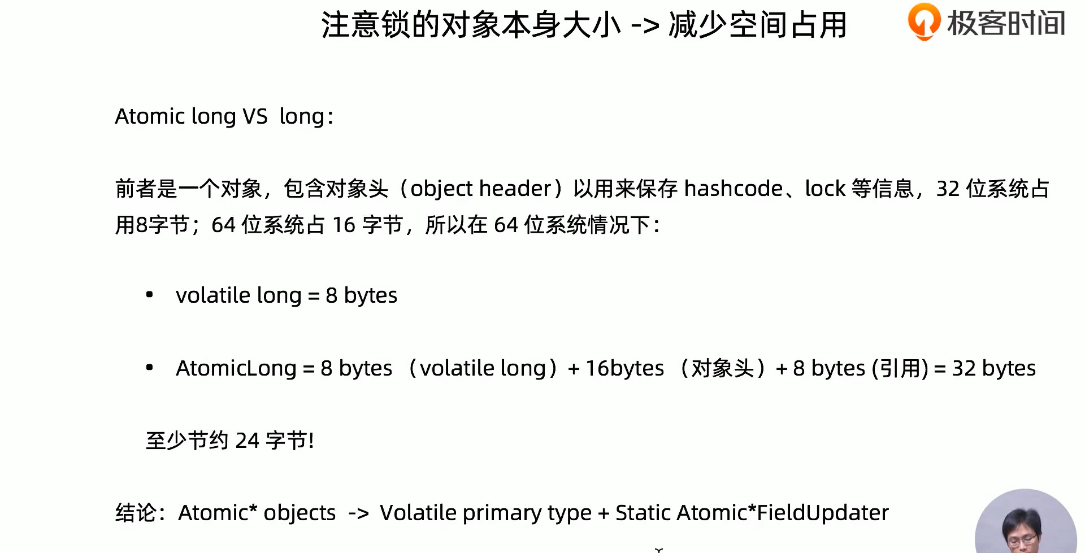 注意锁的对象本身大小 -> 减少空间占用
极客时间
Atomic long VS  long：
前者是一个对象，包含对象头（object header）以用来保存 hashcode、lock 等信息，32 位系统占
用8字节；64 位系统占 16 字节，所以在 64 位系统情况下：
• volatile long = 8 bytes
• AtomicLong = 8 bytes （volatile long）+ 16bytes （对象头）+ 8 bytes (引用) = 32 bytes
至少节约 24 字节!
结论：Atomic* objects  -> Volatile primary type + Static Atomic*FieldUpdater